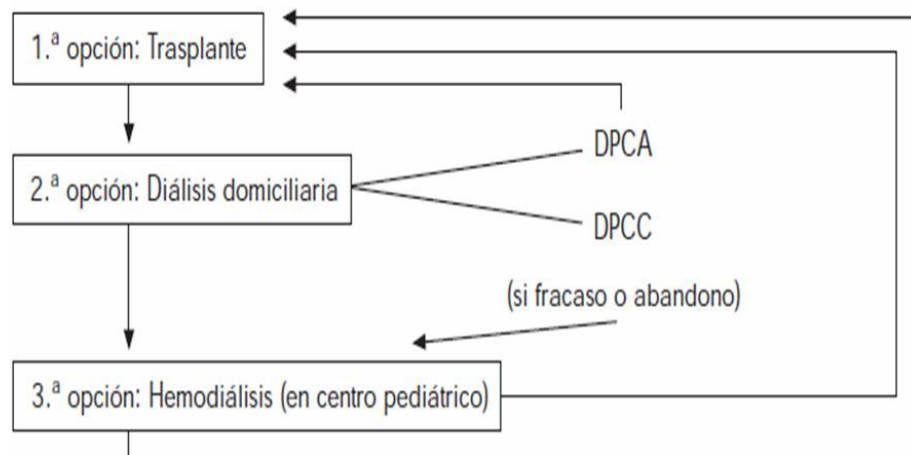 1.ª opción: Trasplante
DPCA
2.ª opción: Diálisis domiciliaria
DPCC
(si fracaso o abandono)
3.ª opción: Hemodiálisis (en centro pediátrico)